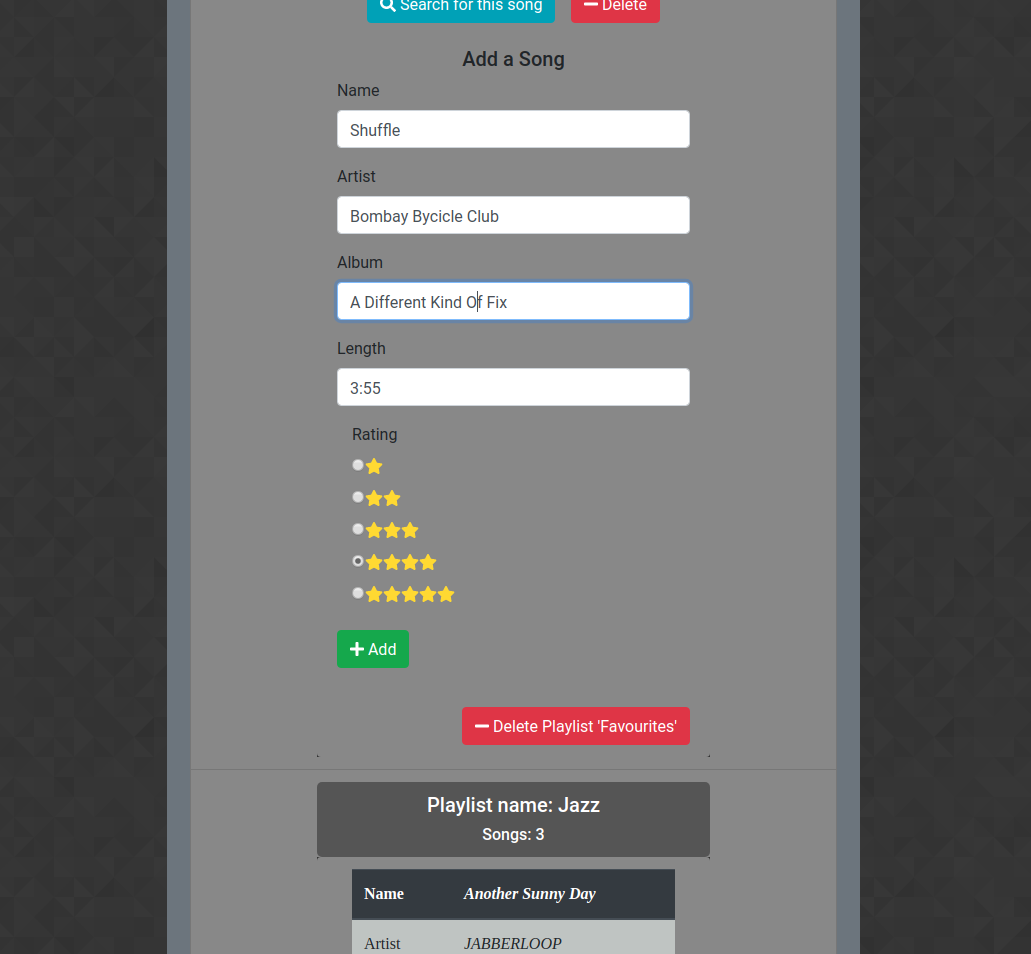 Search for this song Delete
Add a Song
Name
Shuffle
Artist
Bombay Bycicle Club
Album
A Different Kind Of Fix
Length
3:55
Rating
Add
Delete Playlist 'Favourites'
Playlist name: Jazz
Songs: 3
Name Another Sunny Day
Artist JABBERLOOP